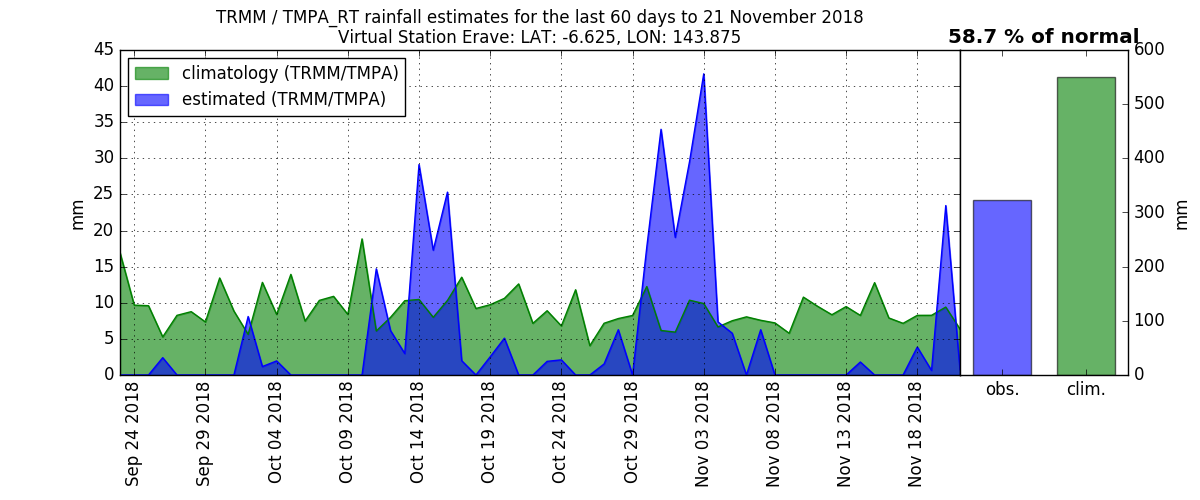 TRMM / TMPA_RT rainfall estimates for the last 60 days to 21 November 2018
Virtual Station Erave: LAT: -6.625, LON: 143.875
58.7 % of normal
climatology (TRMM/TMPA)
estimated (TRMM/TMPA)
mm
45
40
35
30
25
20
15
10
5
0
Sep 24 2018
Sep 29 2018
Oct 04 2018
Oct 09 2018
Oct 14 2018
Oct 19 2018
Oct 24 2018
Oct 29 2018
Nov 03 2018
Nov 08 2018
Nov 13 2018
Nov 18 2018
obs.
clim.
600
500
400
300
200
100
0
mm